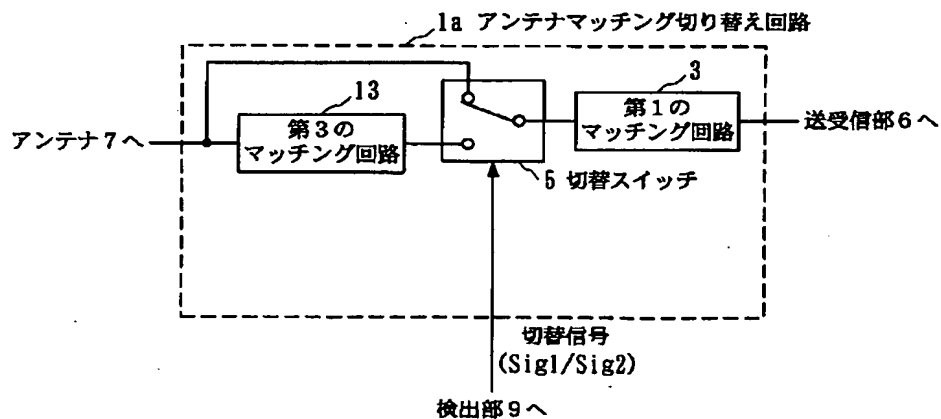 1a アンテナマッチング切り替え回路
13
3
第3の
マッチング回路
第1の
マッチング回路
アンテナ7へ
送受信部6へ
5 切替スイッチ
切替信号
(Sig1/Sig2)
検出部9へ